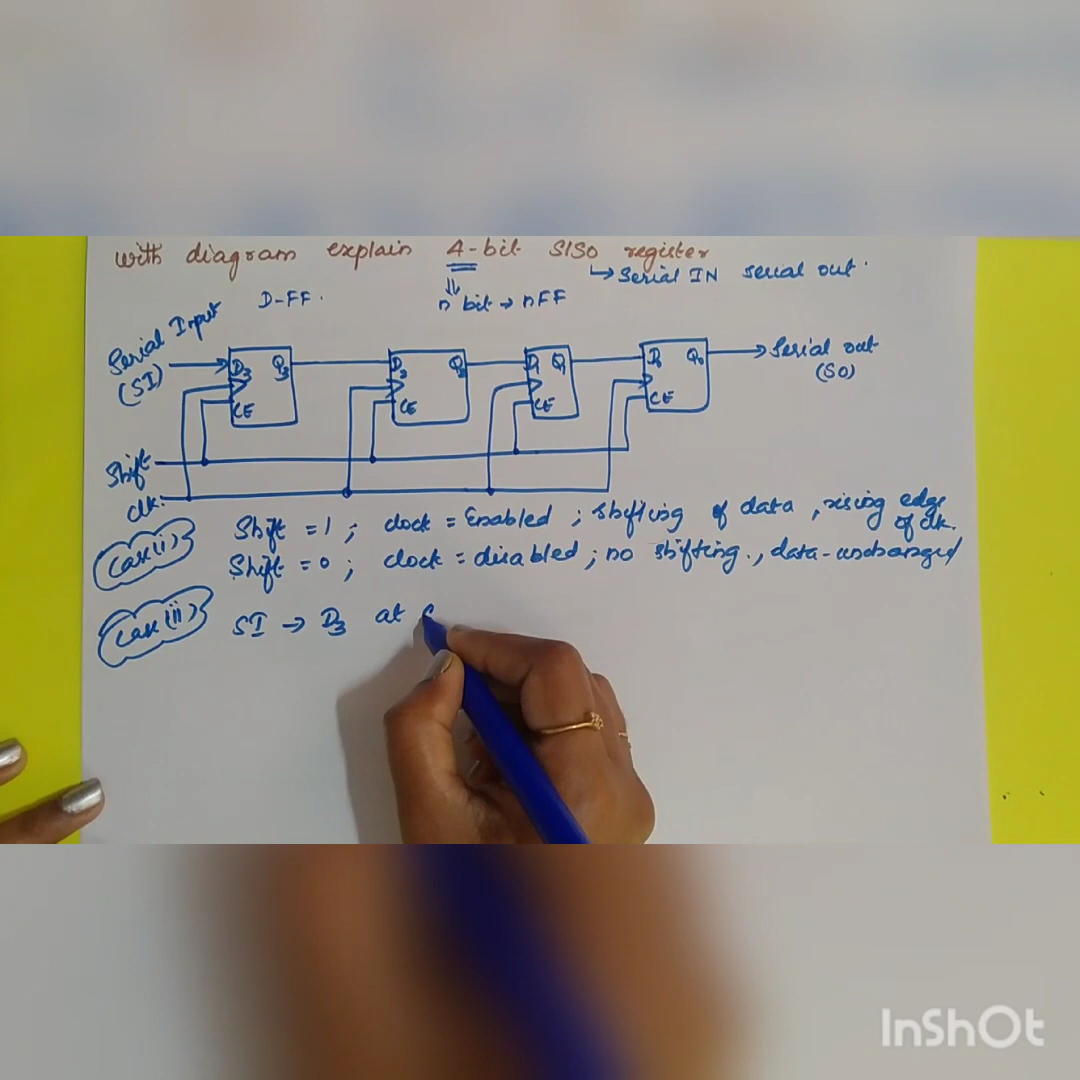 with diagram explain 4-bit SISO register
↳ Serial IN serial out.
D-FF.
⇓
n bit → nFF
Serial Input
(SI)
D3 Q3
CE
D2 Q2
CE
D1 Q1
CE
D0 Q0
CE
Serial out
(SO)
Shift
clk.
Case(i)
Shift = 1 ; clock = Enabled ; shifting of data , rising edge of clk.
Shift = 0 ; clock = disabled ; no shifting. , data-unchanged
Case(ii)
SI → D3 at
InShOt